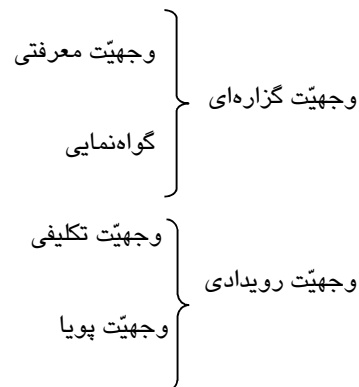 وجهیّت معرفتی
وجهیّت گزاره‌ای
گواه‌نمایی
وجهیّت تکلیفی
وجهیّت رویدادی
وجهیّت پویا